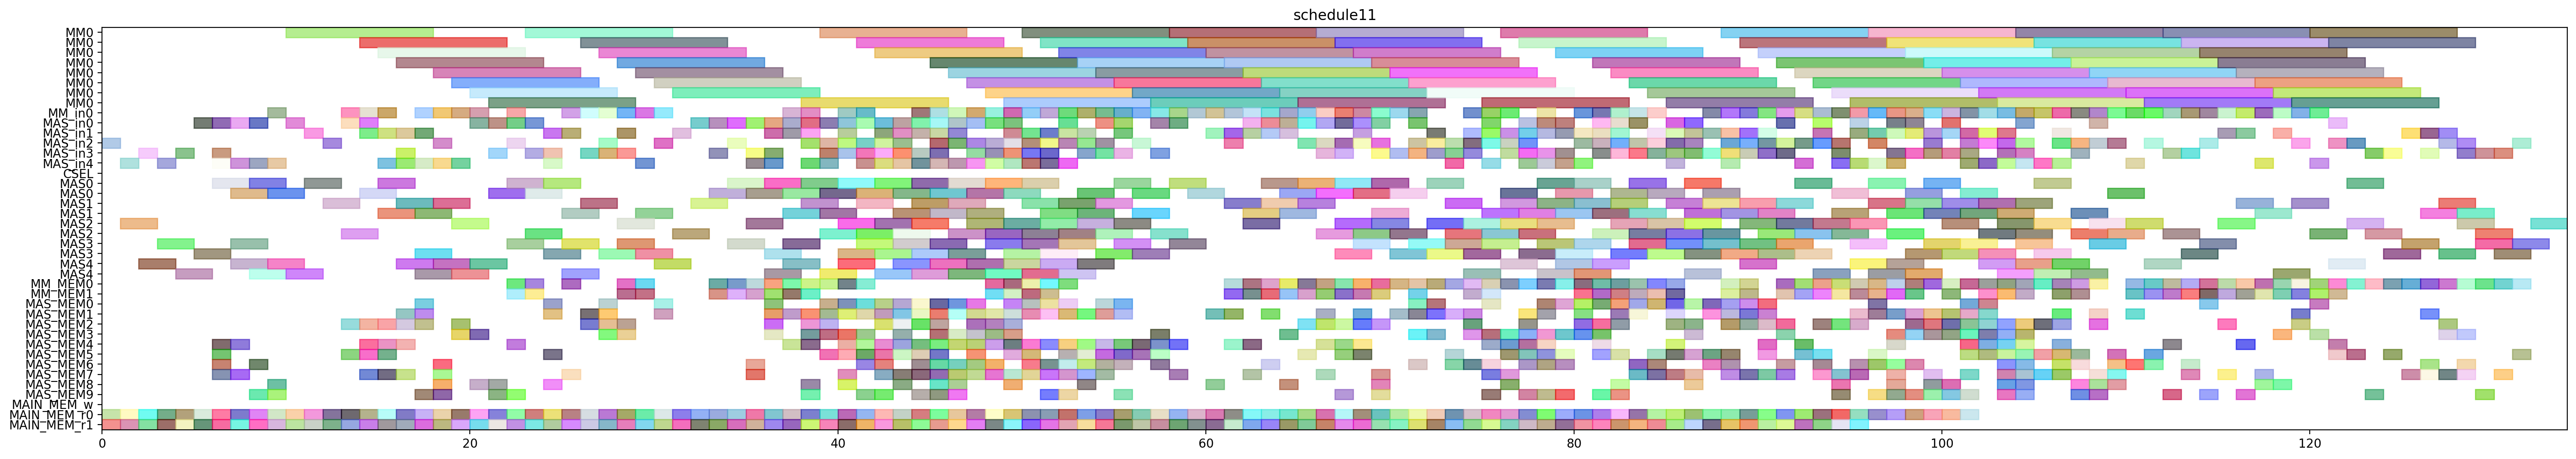 schedule11
MM0
MM0
MM0
MM0
MM0
MM0
MM0
MM0
MM_in0
MAS_in0
MAS_in1
MAS_in2
MAS_in3
MAS_in4
CSEL
MAS0
MAS0
MAS1
MAS1
MAS2
MAS2
MAS3
MAS3
MAS4
MAS4
MM_MEM0
MM_MEM1
MAS_MEM0
MAS_MEM1
MAS_MEM2
MAS_MEM3
MAS_MEM4
MAS_MEM5
MAS_MEM6
MAS_MEM7
MAS_MEM8
MAS_MEM9
MAIN_MEM_w
MAIN_MEM_r0
MAIN_MEM_r1
0 20 40 60 80 100 120